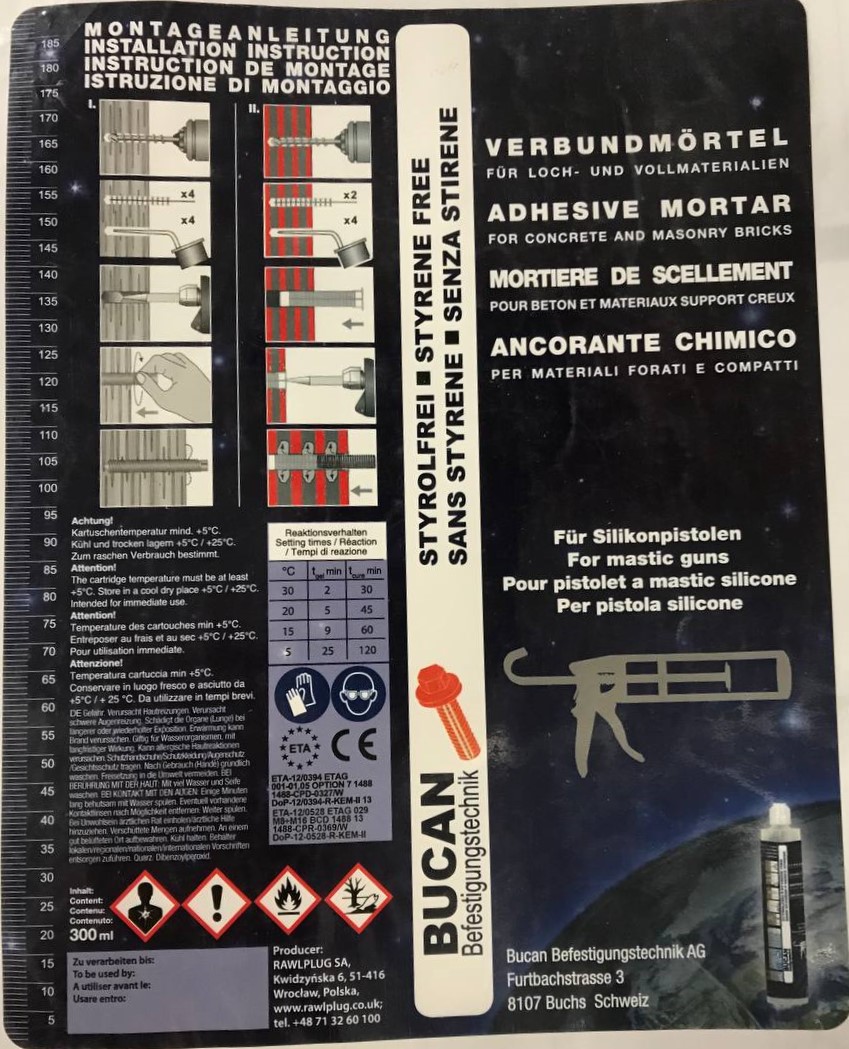 MONTAGEANLEITUNG
INSTALLATION INSTRUCTION
INSTRUCTION DE MONTAGE
ISTRUZIONE DI MONTAGGIO
I.
II.
x4
x4
x2
x4
185
180
175
170
165
160
155
150
145
140
135
130
125
120
115
110
105
100
95
90
85
80
75
70
65
60
55
50
45
40
35
30
25
20
15
10
5
Achtung!
Kartuschentemperatur mind. +5°C.
Kühl und trocken lagern +5°C / +25°C.
Zum raschen Verbrauch bestimmt.
Attention!
The cartridge temperature must be at least
+5°C. Store in a cool dry place +5°C / +25°C.
Intended for immediate use.
Attention!
Temperature des cartouches min +5°C.
Entreposer au frais et au sec +5°C / +25°C.
Pour utilisation immediate.
Attenzione!
Temperatura cartuccia min +5°C.
Conservare in luogo fresco e asciuto da
+5°C / + 25 °C. Da utilizzare in tempi brevi.
DE Gefahr. Verursacht Hautreizungen. Verursacht
schwere Augenreizung. Schädigt die Organe (Lunge) bei
längerer oder wiederholter Exposition. Erwärmung kann
Brand verursachen. Giftig für Wasserorganismen, mit
langfristiger Wirkung. Kann allergische Hautreaktionen
verursachen. Schutzhandschuhe/Schutzkleidung/Augenschutz
/Gesichtsschutz tragen. Nach Gebrauch (Hände) gründlich
waschen. Freisetzung in die Umwelt vermeiden. BEI
BERÜHRUNG MIT DER HAUT: Mit viel Wasser und Seife
waschen. BEI KONTAKT MIT DEN AUGEN: Einige Minuten
lang behutsam mit Wasser spülen. Eventuell vorhandene
Kontaktlinsen nach Möglichkeit entfernen. Weiter spülen.
Bei Unwohlsein ärztlichen Rat einholen/ärztliche Hilfe
hinzuziehen. Verschüttete Mengen aufnehmen. An einem
gut belüfteten Ort aufbewahren. Kühl halten. Behälter
lokalen/regionalen/nationalen/internationalen Vorschriften
entsorgen zuführen. Quarz. Dibenzoylperoxid.
Reaktionsverhalten
Setting times / Réaction
/ Tempi di reazione
°C tgel min tcure min
30 2 30
20 5 45
15 9 60
5 25 120
ETA
CE
ETA-12/0394 ETAG
001-01,05 OPTION 7 1488
1488-CPD-0327/W
DoP-12/0394-R-KEM-II 13
ETA-12/0528 ETAG 029
M8÷M16 BCD 1488 13
1488-CPR-0369/W
DoP-12-0528-R-KEM-II
Inhalt:
Content:
Contenu:
Contenuto:
300 ml
Zu verarbeiten bis:
To be used by:
A utiliser avant le:
Usare entro:
Producer:
RAWLPLUG SA,
Kwidzyńska 6, 51-416
Wrocław, Polska,
www.rawlplug.co.uk;
tel. +48 71 32 60 100
STYROLFREI ■ STYRENE FREE
SANS STYRENE ■ SENZA STIRENE
BUCAN
Befestigungstechnik
VERBUNDMÖRTEL
FÜR LOCH- UND VOLLMATERIALIEN
ADHESIVE MORTAR
FOR CONCRETE AND MASONRY BRICKS
MORTIERE DE SCELLEMENT
POUR BETON ET MATERIAUX SUPPORT CREUX
ANCORANTE CHIMICO
PER MATERIALI FORATI E COMPATTI
Für Silikonpistolen
For mastic guns
Pour pistolet a mastic silicone
Per pistola silicone
Bucan Befestigungstechnik AG
Furtbachstrasse 3
8107 Buchs Schweiz